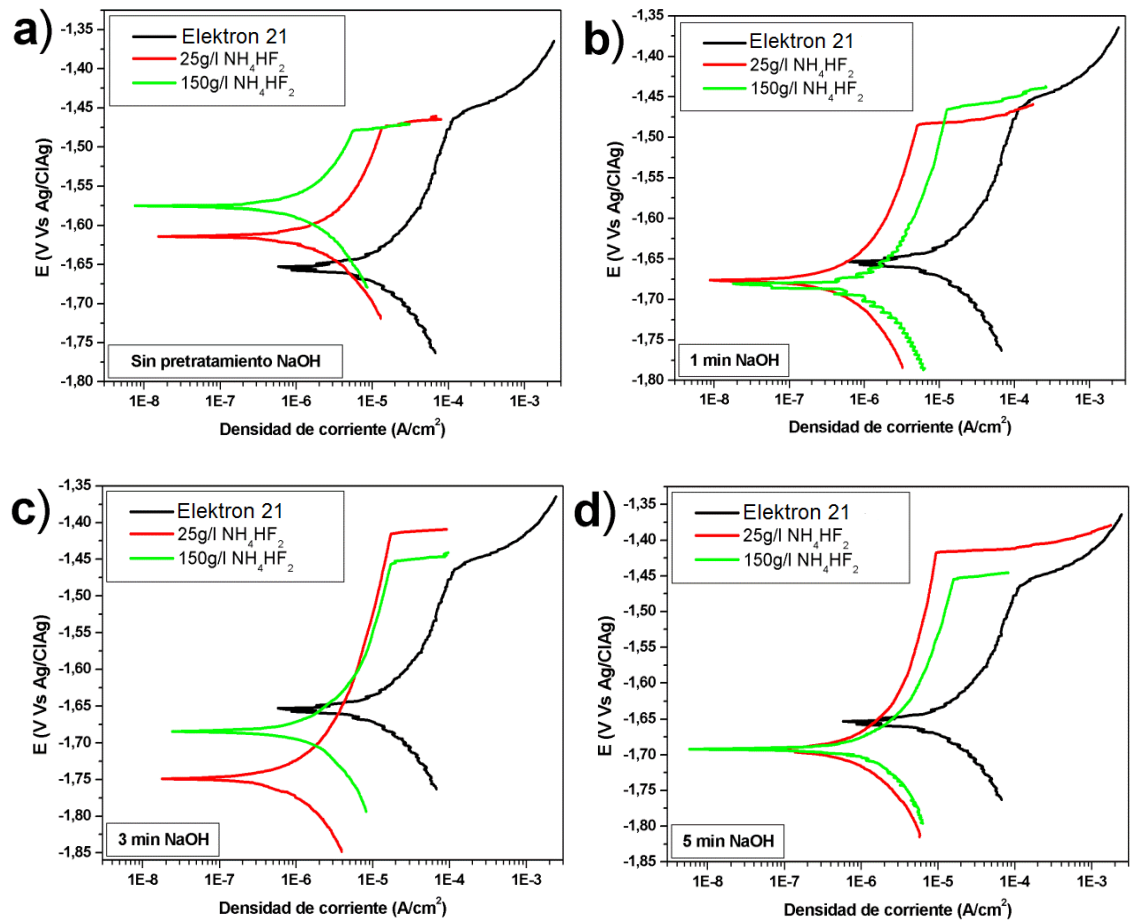 a)
Elektron 21
25g/l NH4HF2
150g/l NH4HF2
-1,35
-1,40
-1,45
-1,50
-1,55
-1,60
-1,65
-1,70
-1,75
-1,80
E (V Vs Ag/ClAg)
Sin pretratamiento NaOH
1E-8
1E-7
1E-6
1E-5
1E-4
1E-3
Densidad de corriente (A/cm2)
b)
Elektron 21
25g/l NH4HF2
150g/l NH4HF2
-1,35
-1,40
-1,45
-1,50
-1,55
-1,60
-1,65
-1,70
-1,75
-1,80
E (V Vs Ag/ClAg)
1 min NaOH
1E-8
1E-7
1E-6
1E-5
1E-4
1E-3
Densidad de corriente (A/cm2)
c)
Elektron 21
25g/l NH4HF2
150g/l NH4HF2
-1,35
-1,40
-1,45
-1,50
-1,55
-1,60
-1,65
-1,70
-1,75
-1,80
-1,85
E (V Vs Ag/ClAg)
3 min NaOH
1E-8
1E-7
1E-6
1E-5
1E-4
1E-3
Densidad de corriente (A/cm2)
d)
Elektron 21
25g/l NH4HF2
150g/l NH4HF2
-1,35
-1,40
-1,45
-1,50
-1,55
-1,60
-1,65
-1,70
-1,75
-1,80
-1,85
E (V Vs Ag/ClAg)
5 min NaOH
1E-8
1E-7
1E-6
1E-5
1E-4
1E-3
Densidad de corriente (A/cm2)